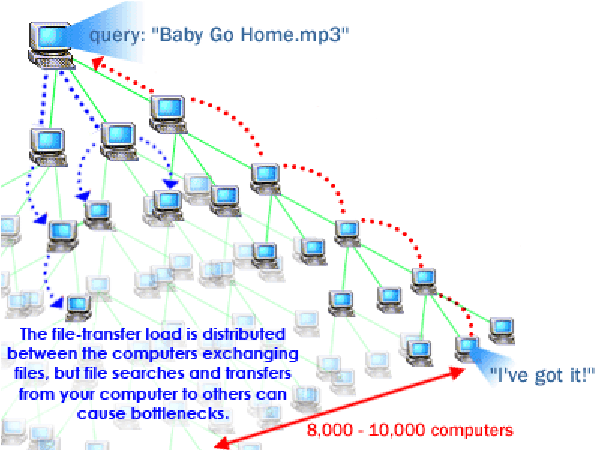 query: "Baby Go Home.mp3"
The file-transfer load is distributed
between the computers exchanging
files, but file searches and transfers
from your computer to others can
cause bottlenecks.
"I've got it!"
8,000 - 10,000 computers